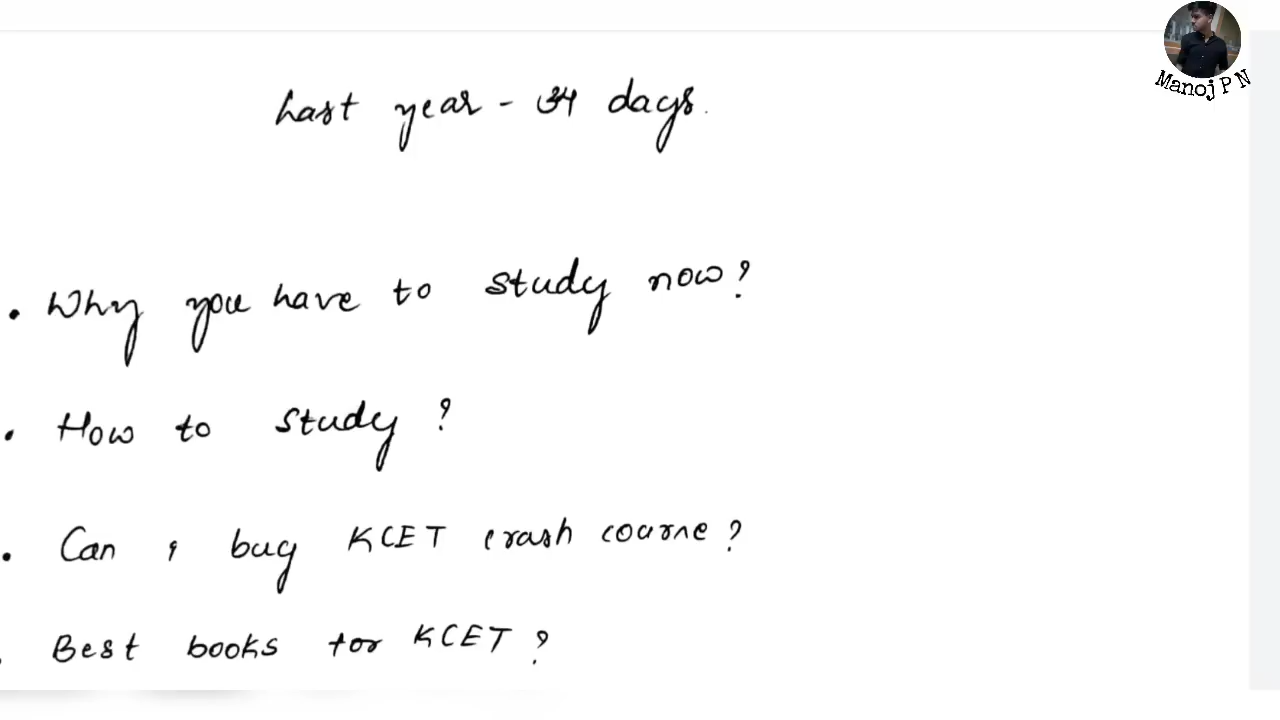 Manoj P N
Last year - 34 days.
• Why you have to study now?
• How to study?
• Can i buy KCET crash course?
. Best books for KCET?